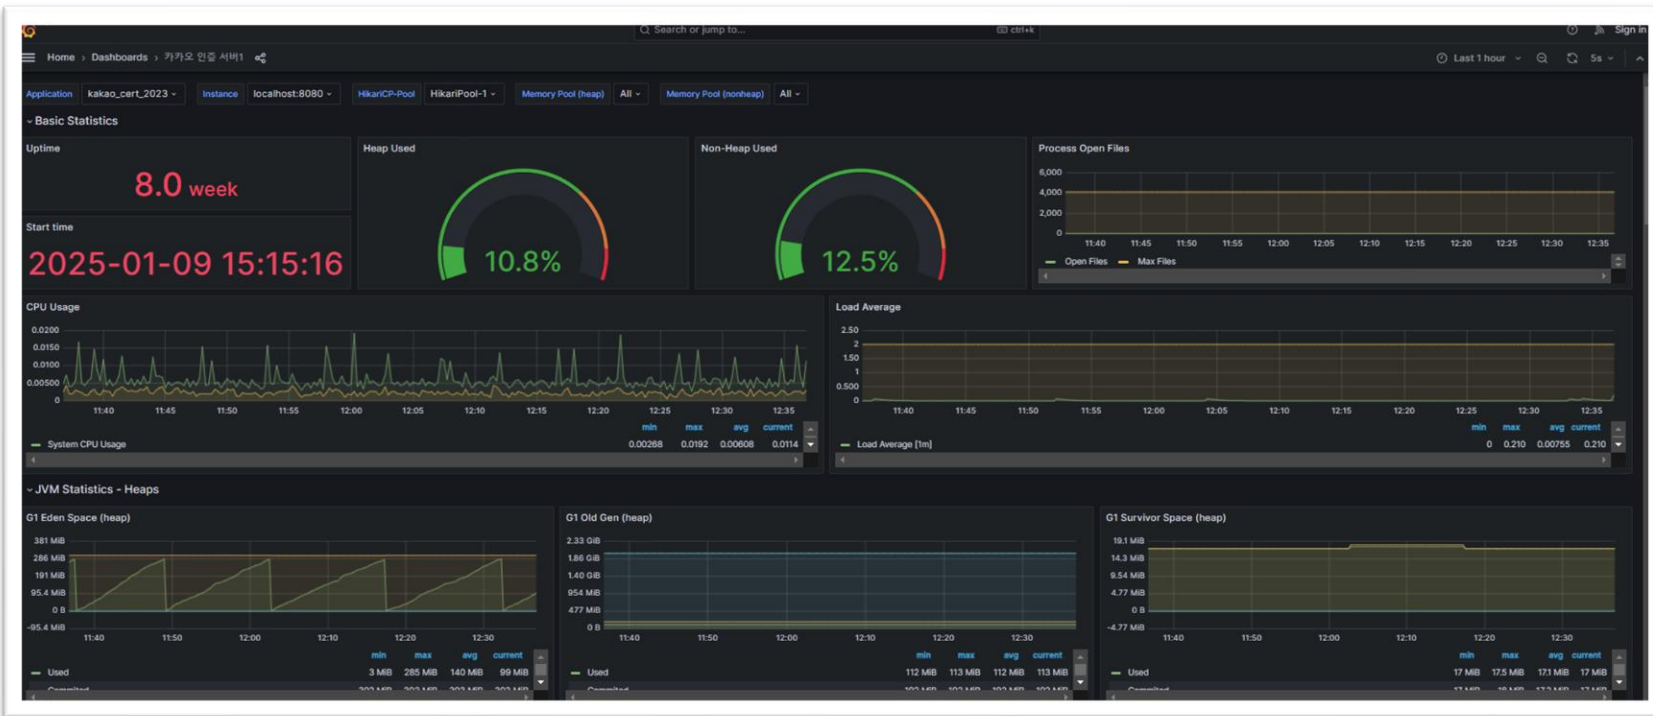 Search or jump to...
ctrl+k
Sign in
Home › Dashboards › 카카오 인증 서버1
Last 1 hour
5s
Application kakao_cert_2023
Instance localhost:8080
HikariCP-Pool HikariPool-1
Memory Pool (heap) All
Memory Pool (nonheap) All
Basic Statistics
Uptime
8.0 week
Start time
2025-01-09 15:15:16
Heap Used
10.8%
Non-Heap Used
12.5%
Process Open Files
6,000
4,000
2,000
0
11:40 11:45 11:50 11:55 12:00 12:05 12:10 12:15 12:20 12:25 12:30 12:35
Open Files Max Files
CPU Usage
0.0200
0.0150
0.0100
0.00500
0
11:40 11:45 11:50 11:55 12:00 12:05 12:10 12:15 12:20 12:25 12:30 12:35
min max avg current
System CPU Usage 0.00268 0.0192 0.00608 0.0114
Load Average
2.50
2
1.50
1
0.500
0
11:40 11:45 11:50 11:55 12:00 12:05 12:10 12:15 12:20 12:25 12:30 12:35
min max avg current
Load Average [1m] 0 0.210 0.00755 0.210
JVM Statistics - Heaps
G1 Eden Space (heap)
381 MiB
286 MiB
191 MiB
95.4 MiB
0 B
-95.4 MiB
11:40 11:50 12:00 12:10 12:20 12:30
min max avg current
Used 3 MiB 285 MiB 140 MiB 99 MiB
G1 Old Gen (heap)
2.33 GiB
1.86 GiB
1.40 GiB
954 MiB
477 MiB
0 B
11:40 11:50 12:00 12:10 12:20 12:30
min max avg current
Used 112 MiB 113 MiB 112 MiB 113 MiB
G1 Survivor Space (heap)
19.1 MiB
14.3 MiB
9.54 MiB
4.77 MiB
0 B
-4.77 MiB
11:40 11:50 12:00 12:10 12:20 12:30
min max avg current
Used 17 MiB 17.5 MiB 17.1 MiB 17 MiB